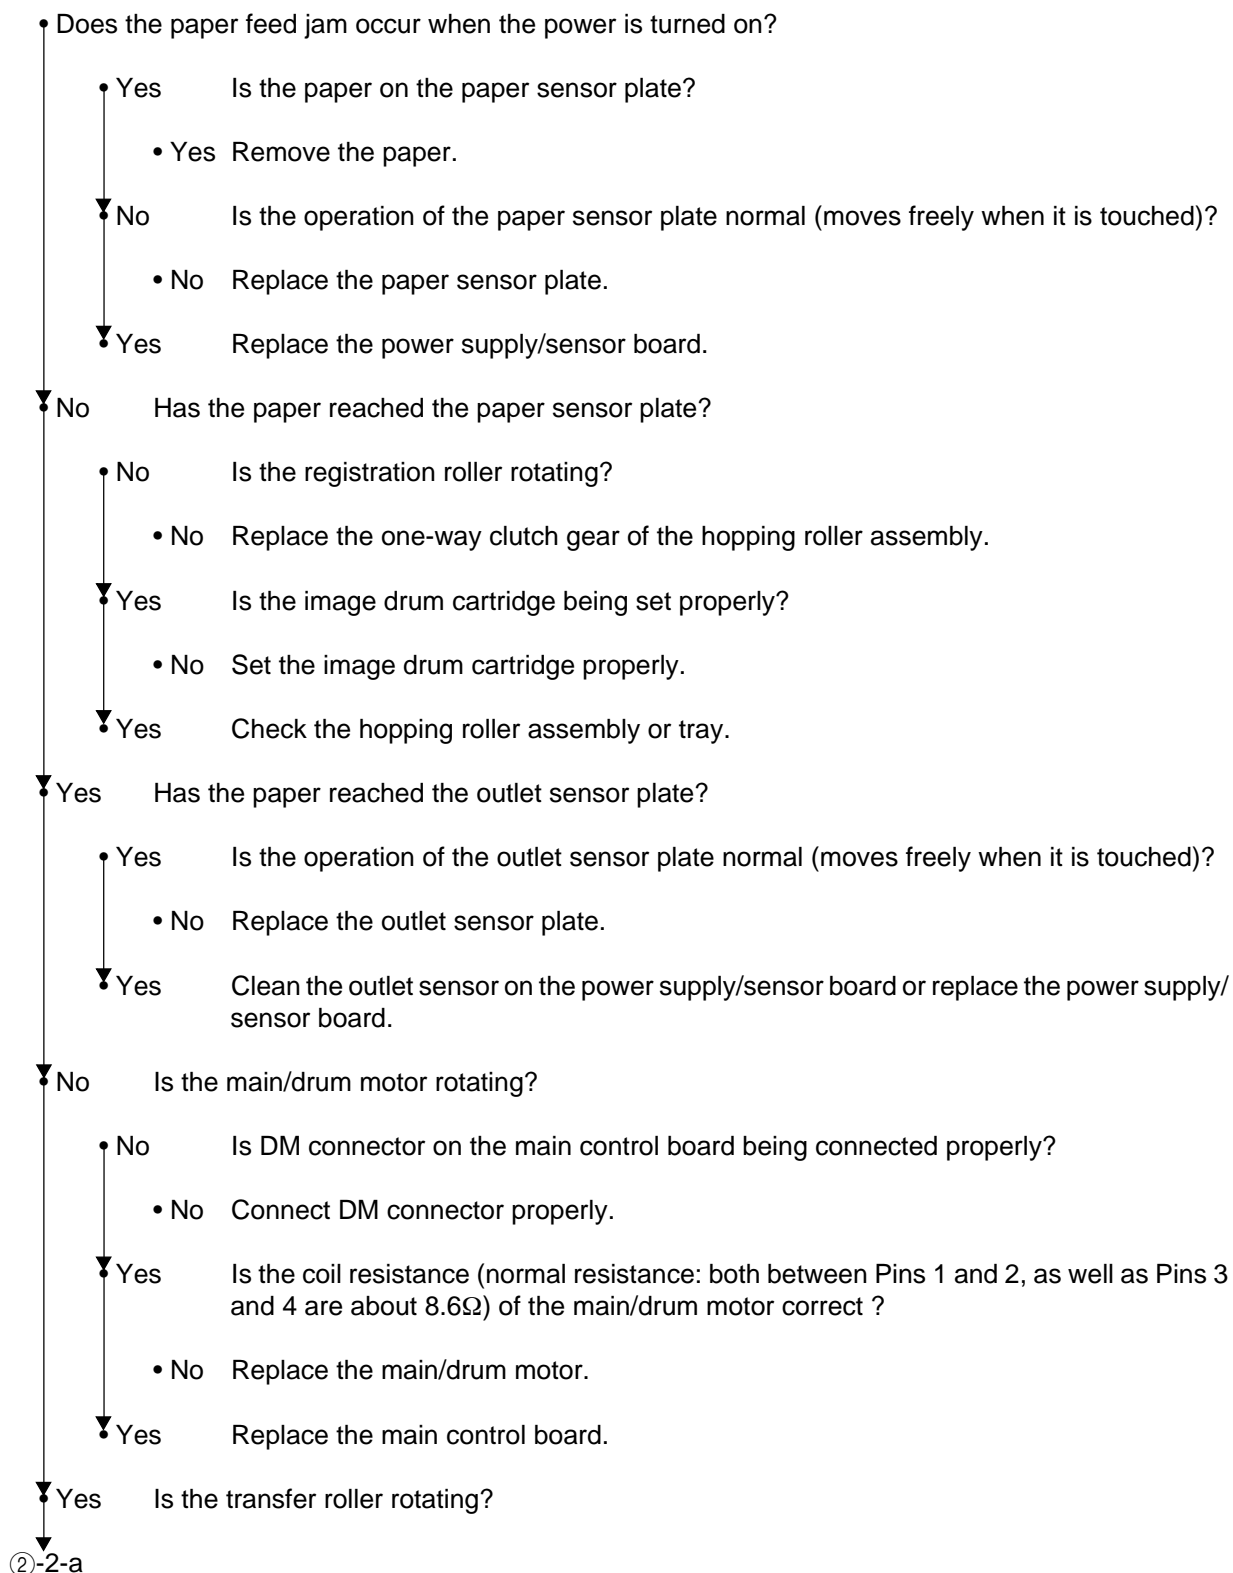 • Does the paper feed jam occur when the power is turned on?
• Yes Is the paper on the paper sensor plate?
• Yes Remove the paper.
• No Is the operation of the paper sensor plate normal (moves freely when it is touched)?
• No Replace the paper sensor plate.
• Yes Replace the power supply/sensor board.
• No Has the paper reached the paper sensor plate?
• No Is the registration roller rotating?
• No Replace the one-way clutch gear of the hopping roller assembly.
• Yes Is the image drum cartridge being set properly?
• No Set the image drum cartridge properly.
• Yes Check the hopping roller assembly or tray.
• Yes Has the paper reached the outlet sensor plate?
• Yes Is the operation of the outlet sensor plate normal (moves freely when it is touched)?
• No Replace the outlet sensor plate.
• Yes Clean the outlet sensor on the power supply/sensor board or replace the power supply/
sensor board.
• No Is the main/drum motor rotating?
• No Is DM connector on the main control board being connected properly?
• No Connect DM connector properly.
• Yes Is the coil resistance (normal resistance: both between Pins 1 and 2, as well as Pins 3
and 4 are about 8.6Ω) of the main/drum motor correct ?
• No Replace the main/drum motor.
• Yes Replace the main control board.
• Yes Is the transfer roller rotating?
②-2-a